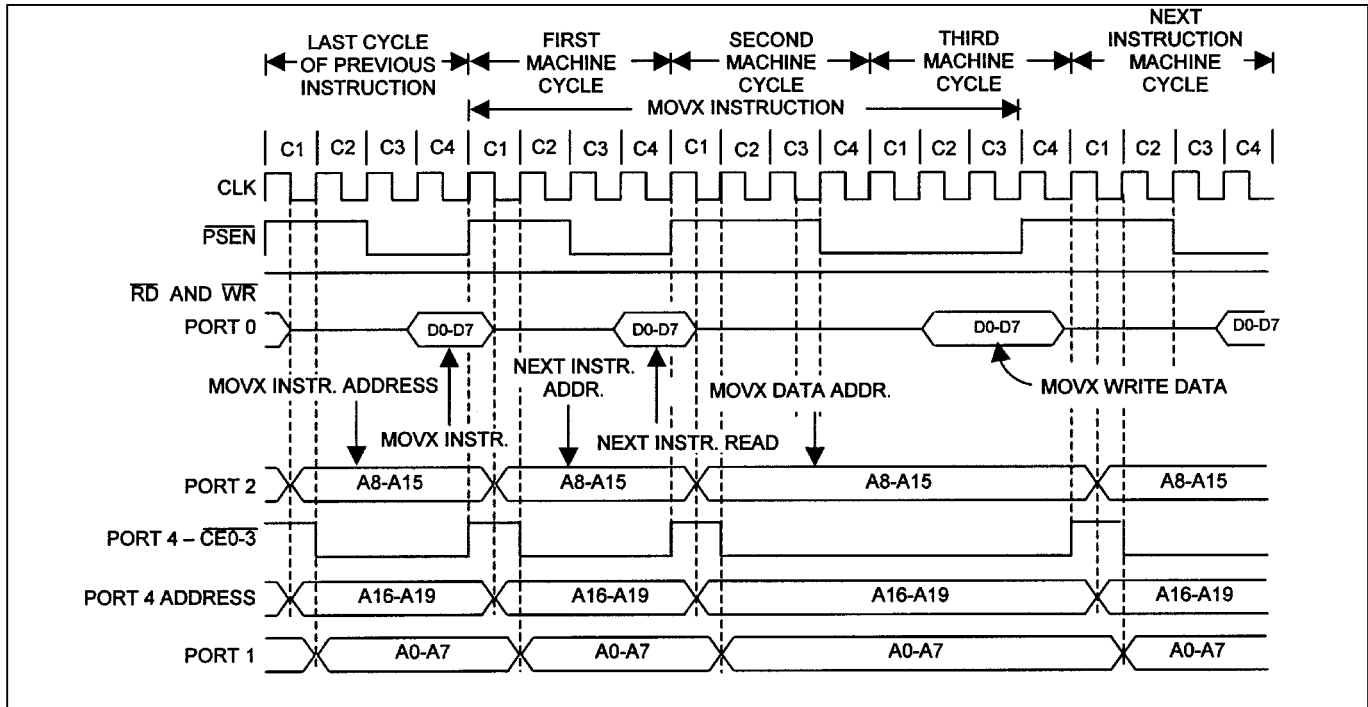 LAST CYCLE OF PREVIOUS INSTRUCTION
FIRST MACHINE CYCLE
SECOND MACHINE CYCLE
THIRD MACHINE CYCLE
NEXT INSTRUCTION MACHINE CYCLE
MOVX INSTRUCTION
C1 C2 C3 C4 C1 C2 C3 C4 C1 C2 C3 C4 C1 C2 C3 C4 C1 C2 C3 C4
CLK
PSEN
RD AND WR
PORT 0 D0-D7 D0-D7 D0-D7 D0-D7
MOVX INSTR. ADDRESS
NEXT INSTR. ADDR.
MOVX DATA ADDR.
MOVX WRITE DATA
MOVX INSTR.
NEXT INSTR. READ
PORT 2 A8-A15 A8-A15 A8-A15 A8-A15
PORT 4 – CE0-3
PORT 4 ADDRESS A16-A19 A16-A19 A16-A19 A16-A19
PORT 1 A0-A7 A0-A7 A0-A7 A0-A7